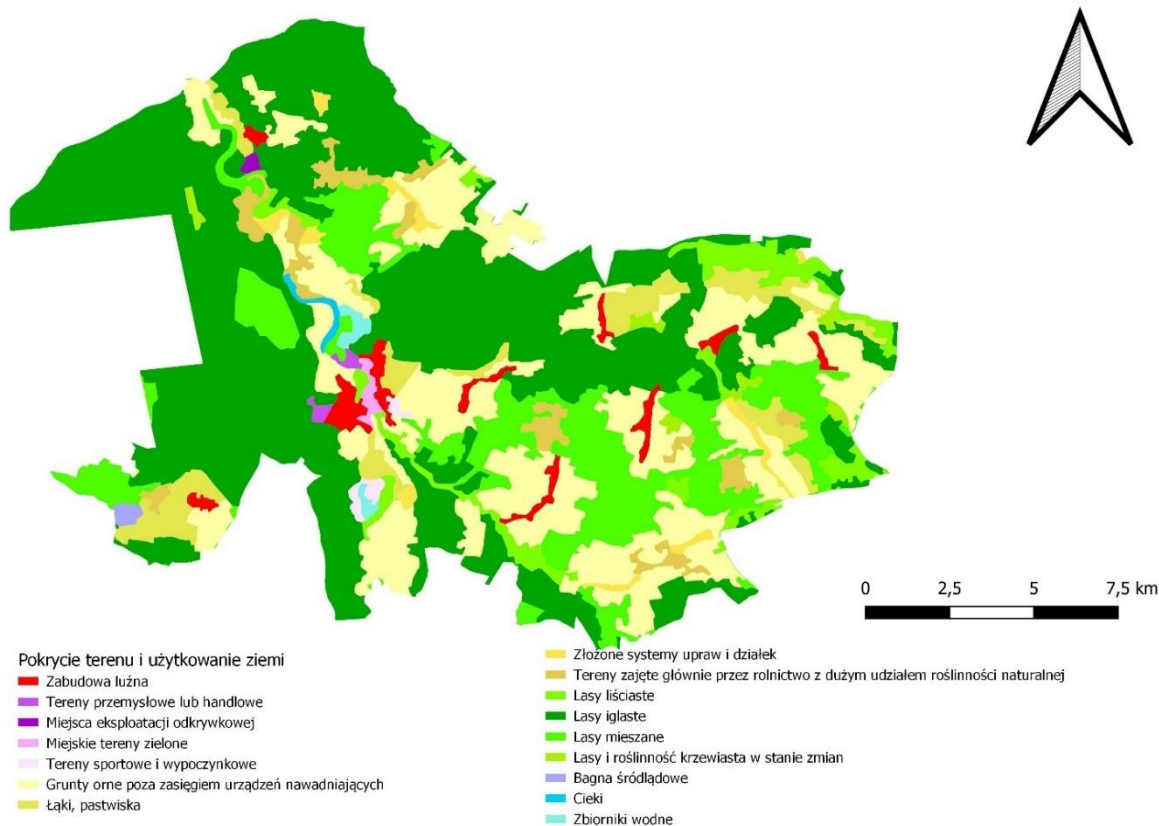 0 2,5 5 7,5 km
Pokrycie terenu i użytkowanie ziemi
Zabudowa luźna
Tereny przemysłowe lub handlowe
Miejsca eksploatacji odkrywkowej
Miejskie tereny zielone
Tereny sportowe i wypoczynkowe
Grunty orne poza zasięgiem urządzeń nawadniających
Łąki, pastwiska
Złożone systemy upraw i działek
Tereny zajęte głównie przez rolnictwo z dużym udziałem roślinności naturalnej
Lasy liściaste
Lasy iglaste
Lasy mieszane
Lasy i roślinność krzewiasta w stanie zmian
Bagna śródlądowe
Cieki
Zbiorniki wodne